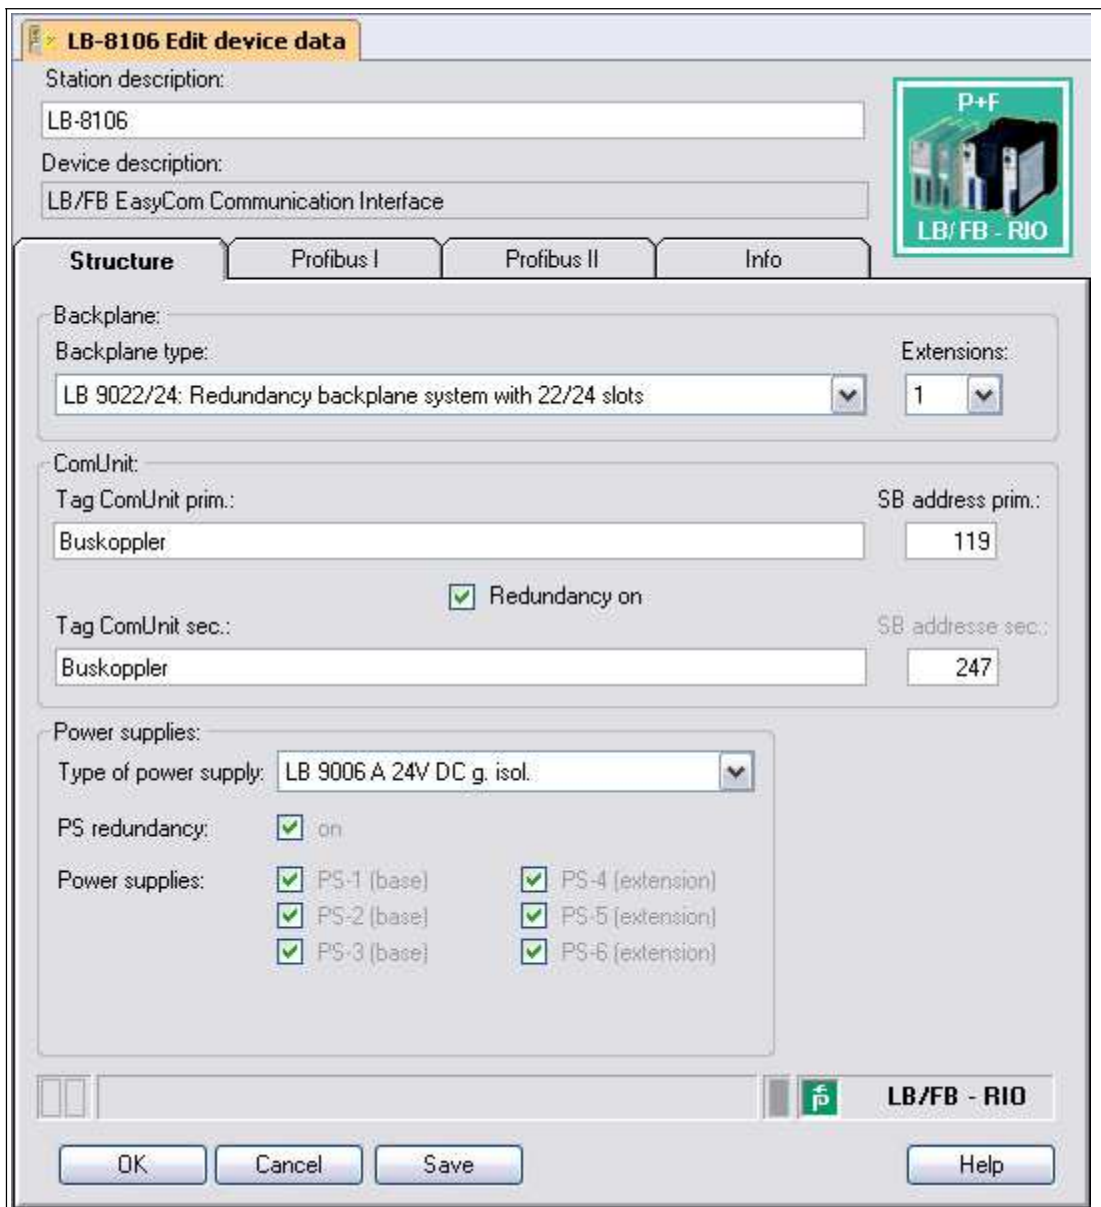 LB-8106 Edit device data
Station description:
LB-8106
P+F
Device description:
LB/FB EasyCom Communication Interface
LB/ FB - RIO
Structure Profibus I Profibus II Info
Backplane:
Backplane type: Extensions:
LB 9022/24: Redundancy backplane system with 22/24 slots 1
ComUnit:
Tag ComUnit prim.: SB address prim.:
Buskoppler 119
Redundancy on
Tag ComUnit sec.: SB addresse sec.:
Buskoppler 247
Power supplies:
Type of power supply: LB 9006 A 24V DC g. isol.
PS redundancy: on
Power supplies: PS-1 (base) PS-4 (extension)
PS-2 (base) PS-5 (extension)
PS-3 (base) PS-6 (extension)
LB/FB - RIO
OK Cancel Save Help